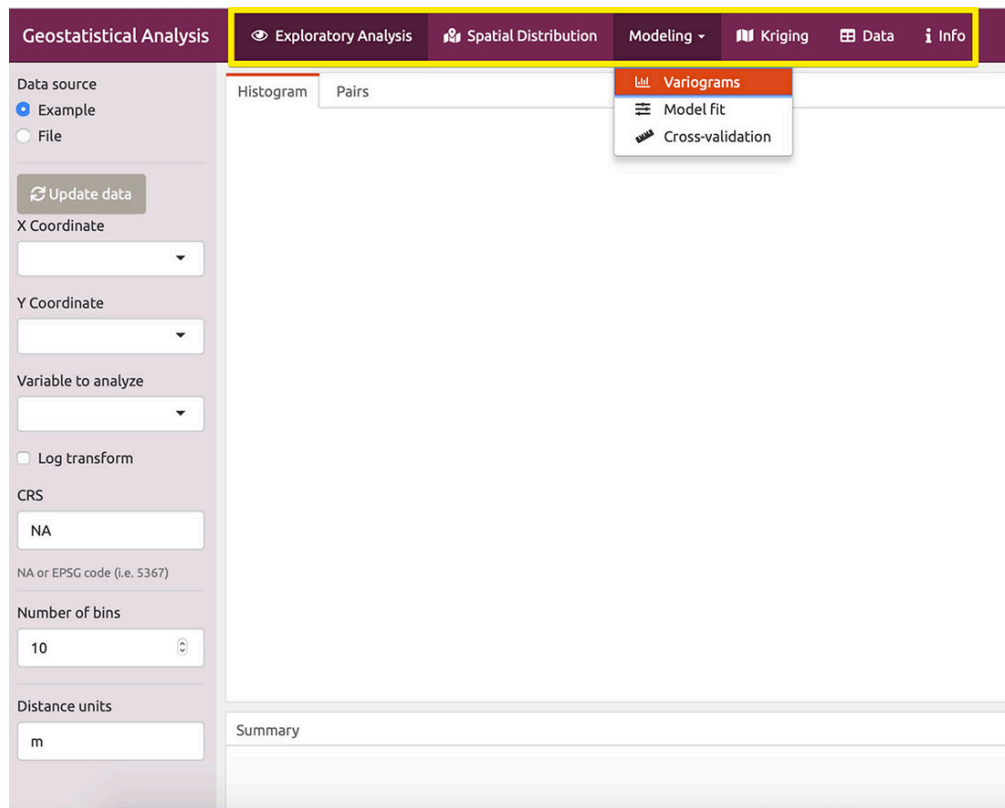 Geostatistical Analysis
Exploratory Analysis
Spatial Distribution
Modeling
Kriging
Data
Info
Variograms
Model fit
Cross-validation
Data source
Example
File
Update data
X Coordinate
Y Coordinate
Variable to analyze
Log transform
CRS
NA
NA or EPSG code (i.e. 5367)
Number of bins
10
Distance units
m
Histogram
Pairs
Summary